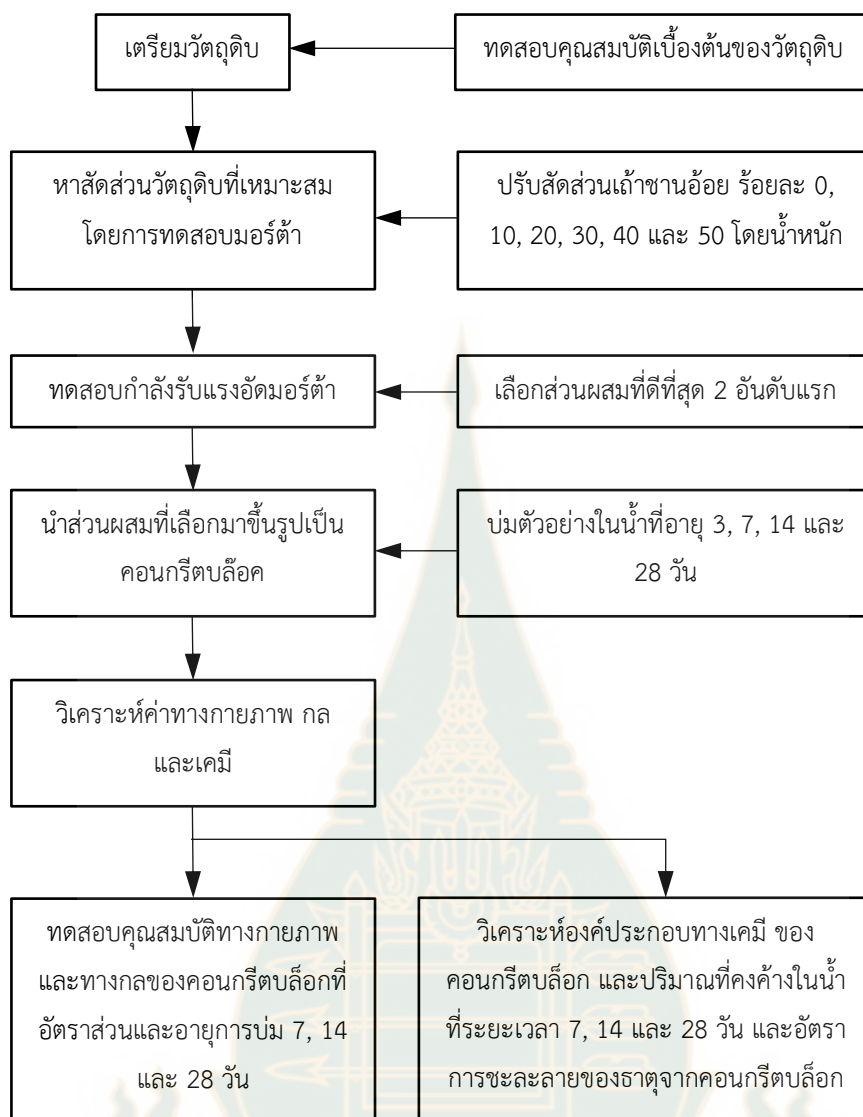 เตรียมวัตถุดิบ
ทดสอบคุณสมบัติเบื้องต้นของวัตถุดิบ
หาสัดส่วนวัตถุดิบที่เหมาะสม
โดยการทดสอบมอร์ต้า
ปรับสัดส่วนเถ้าชานอ้อย ร้อยละ 0,
10, 20, 30, 40 และ 50 โดยน้ำหนัก
ทดสอบกำลังรับแรงอัดมอร์ต้า
เลือกส่วนผสมที่ดีที่สุด 2 อันดับแรก
นำส่วนผสมที่เลือกมาขึ้นรูปเป็น
คอนกรีตบล๊อค
บ่มตัวอย่างในน้ำที่อายุ 3, 7, 14 และ
28 วัน
วิเคราะห์ค่าทางกายภาพ กล
และเคมี
ทดสอบคุณสมบัติทางกายภาพ
และทางกลของคอนกรีตบล็อกที่
อัตราส่วนและอายุการบ่ม 7, 14
และ 28 วัน
วิเคราะห์องค์ประกอบทางเคมี ของ
คอนกรีตบล็อก และปริมาณที่คงค้างในน้ำ
ที่ระยะเวลา 7, 14 และ 28 วัน และอัตรา
การชะละลายของธาตุจากคอนกรีตบล็อก